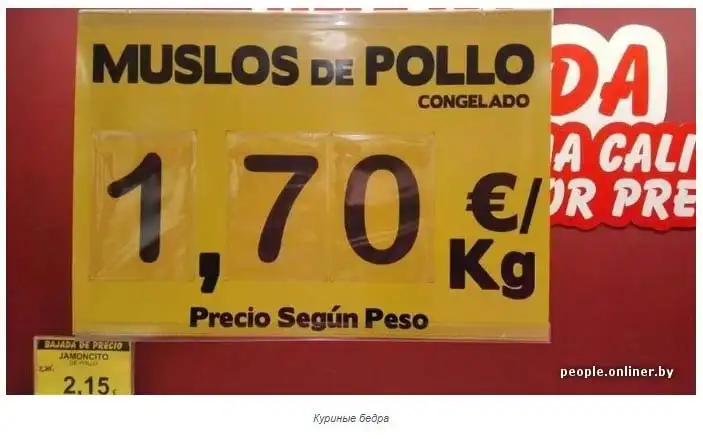 MUSLOS DE POLLO
CONGELADO
1,70 €/
Kg
Precio Según Peso
DA
A CALI
OR PRE
BAJADA DE PRECIO
JAMONCITO
DE POLLO
2,15 €
people.onliner.by
Куриные бедра